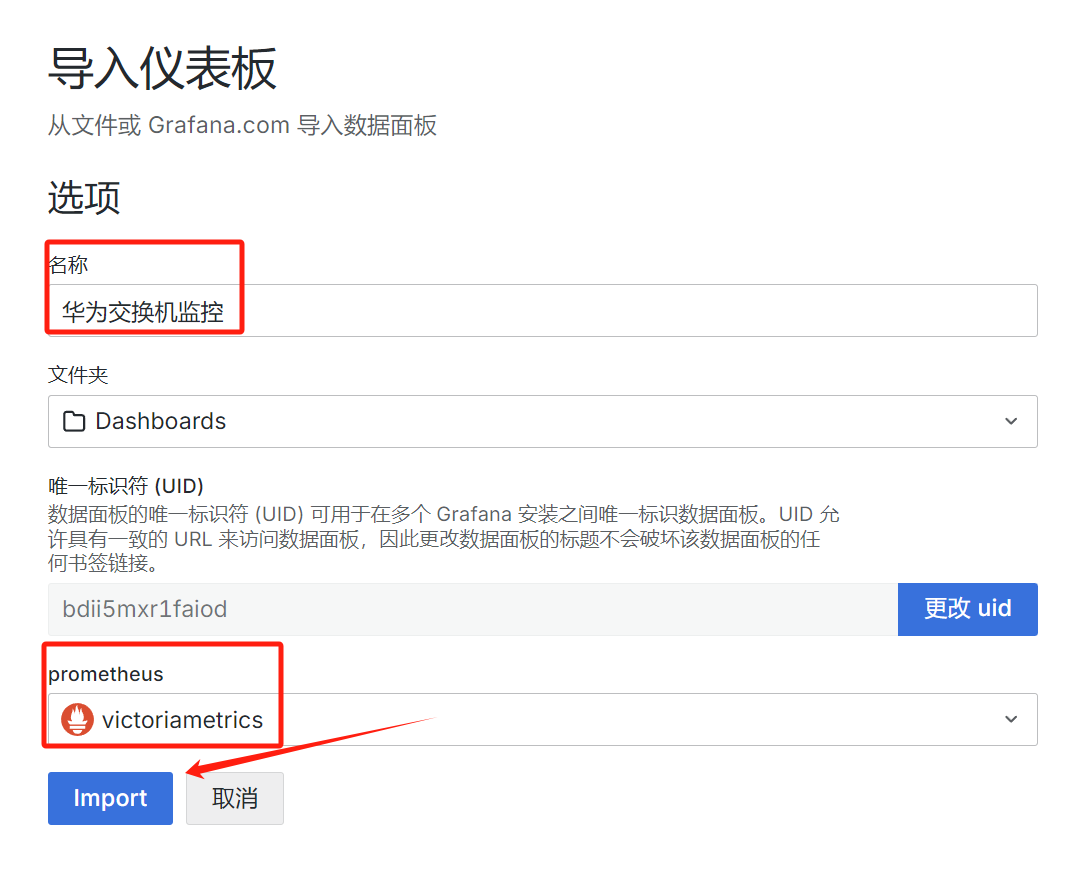 导入仪表板
从文件或 Grafana.com 导入数据面板
选项
名称
华为交换机监控
文件夹
Dashboards
唯一标识符 (UID)
数据面板的唯一标识符 (UID) 可用于在多个 Grafana 安装之间唯一标识数据面板。UID 允
许具有一致的 URL 来访问数据面板，因此更改数据面板的标题不会破坏该数据面板的任
何书签链接。
bdii5mxr1faiod
更改 uid
prometheus
victoriametrics
Import
取消